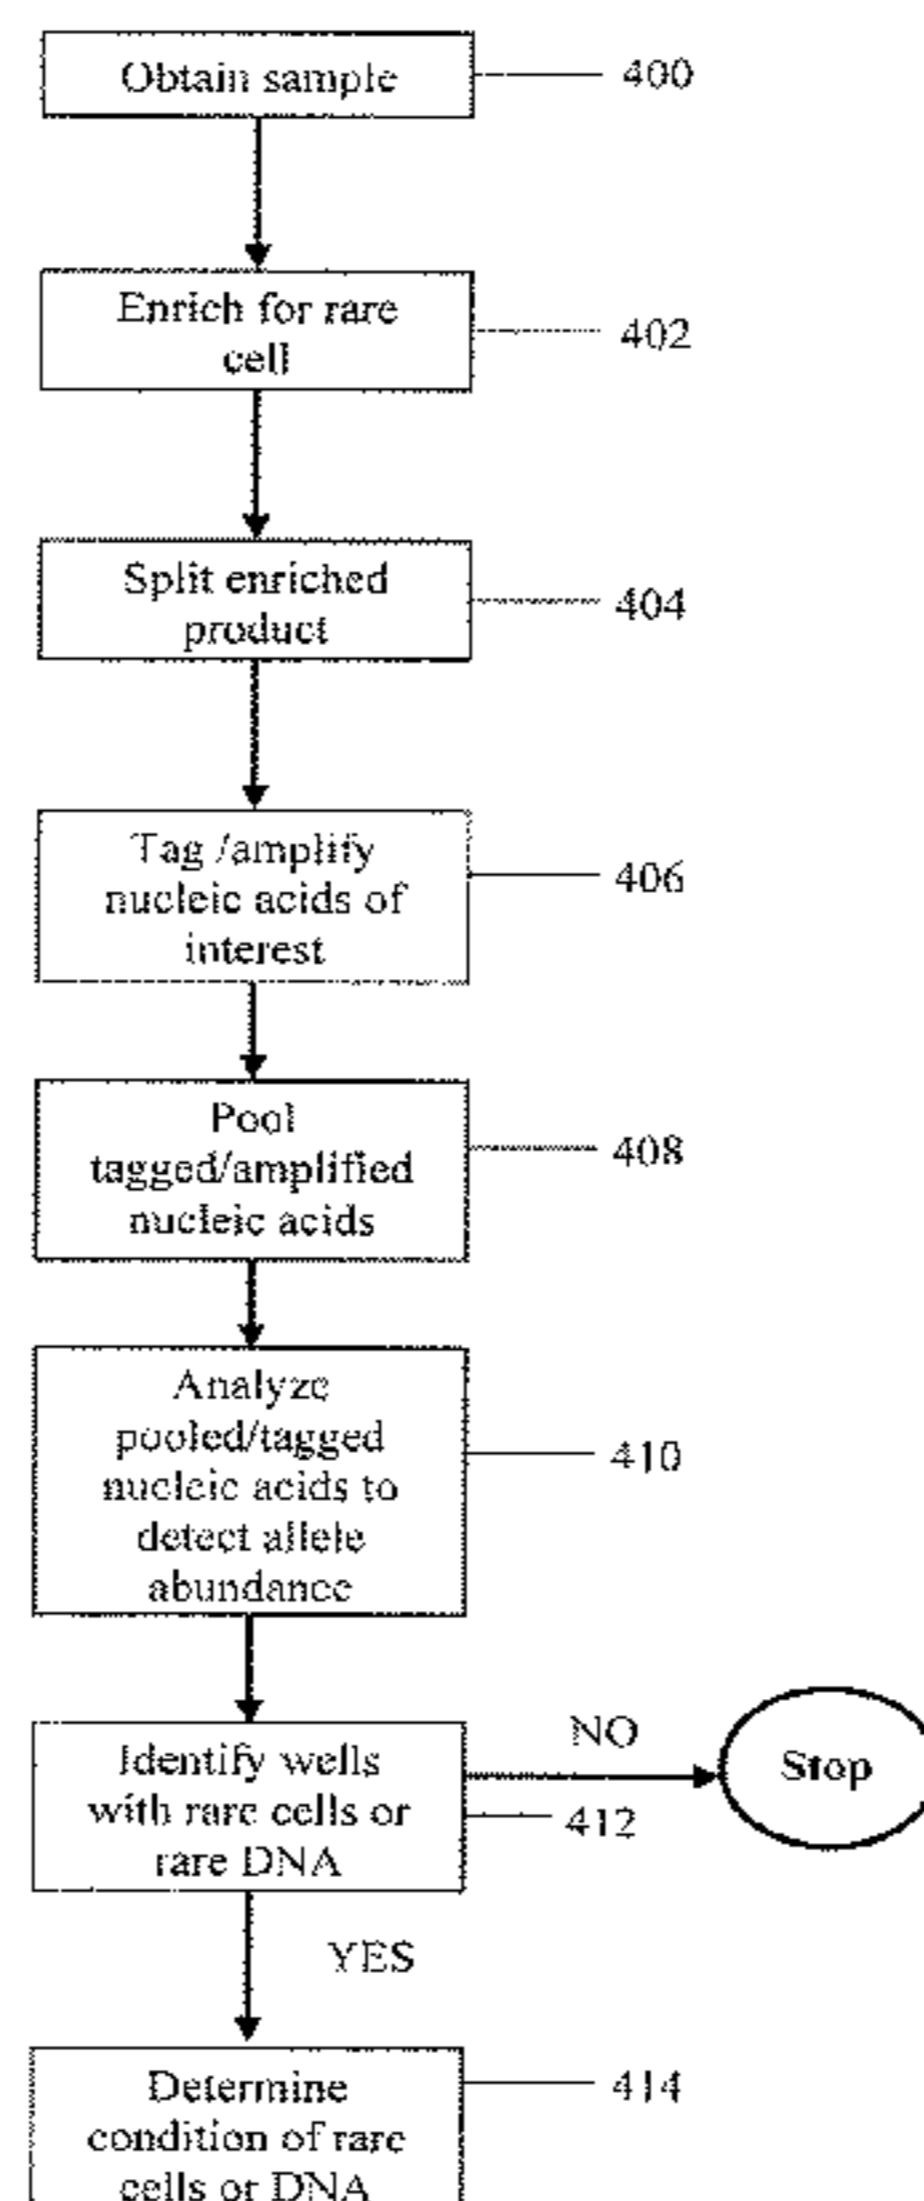 Obtain sample
400
Enrich for rare
cell
402
Split enriched
product
404
Tag /amplify
nucleic acids of
interest
406
Pool
tagged/amplified
nucleic acids
408
Analyze
pooled/tagged
nucleic acids to
detect allele
abundance
410
Identify wells
with rare cells or
rare DNA
412
NO
Stop
YES
Determine
condition of rare
cells or DNA
414